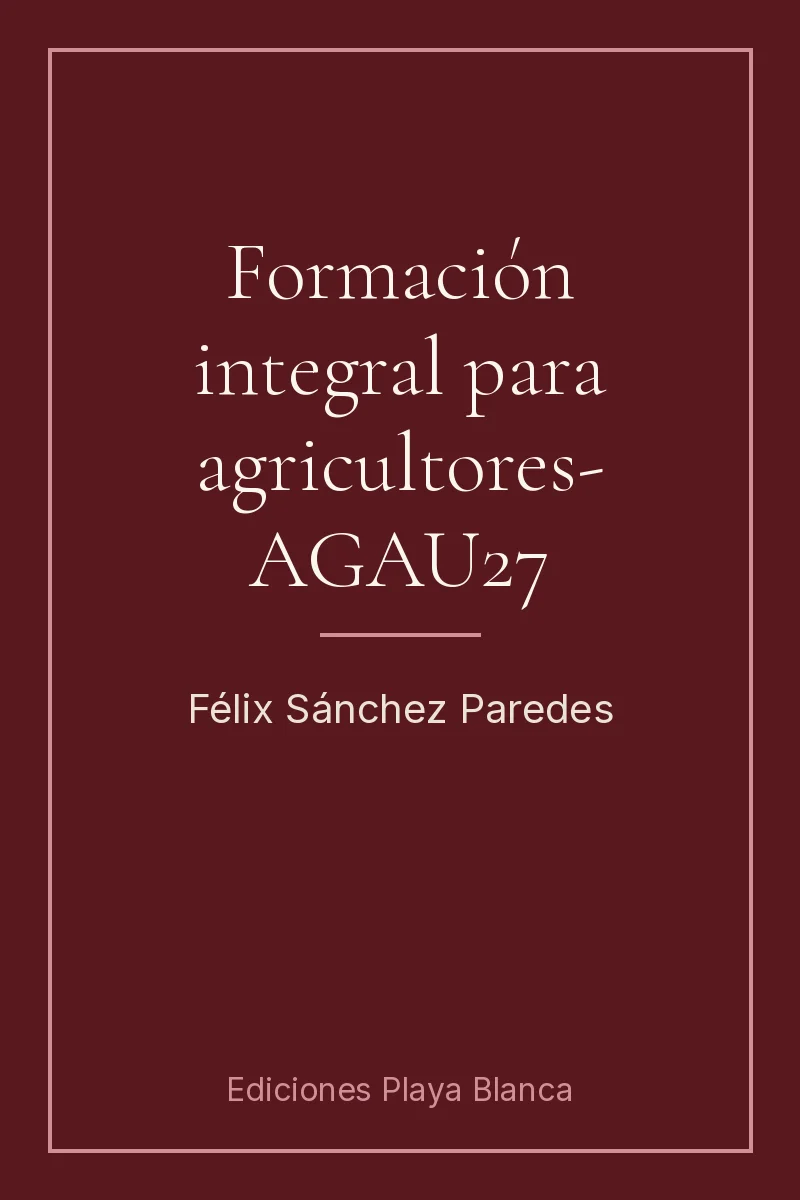 Formación
integral para
agricultores-
AGAU27
Félix Sánchez Paredes
Ediciones Playa Blanca